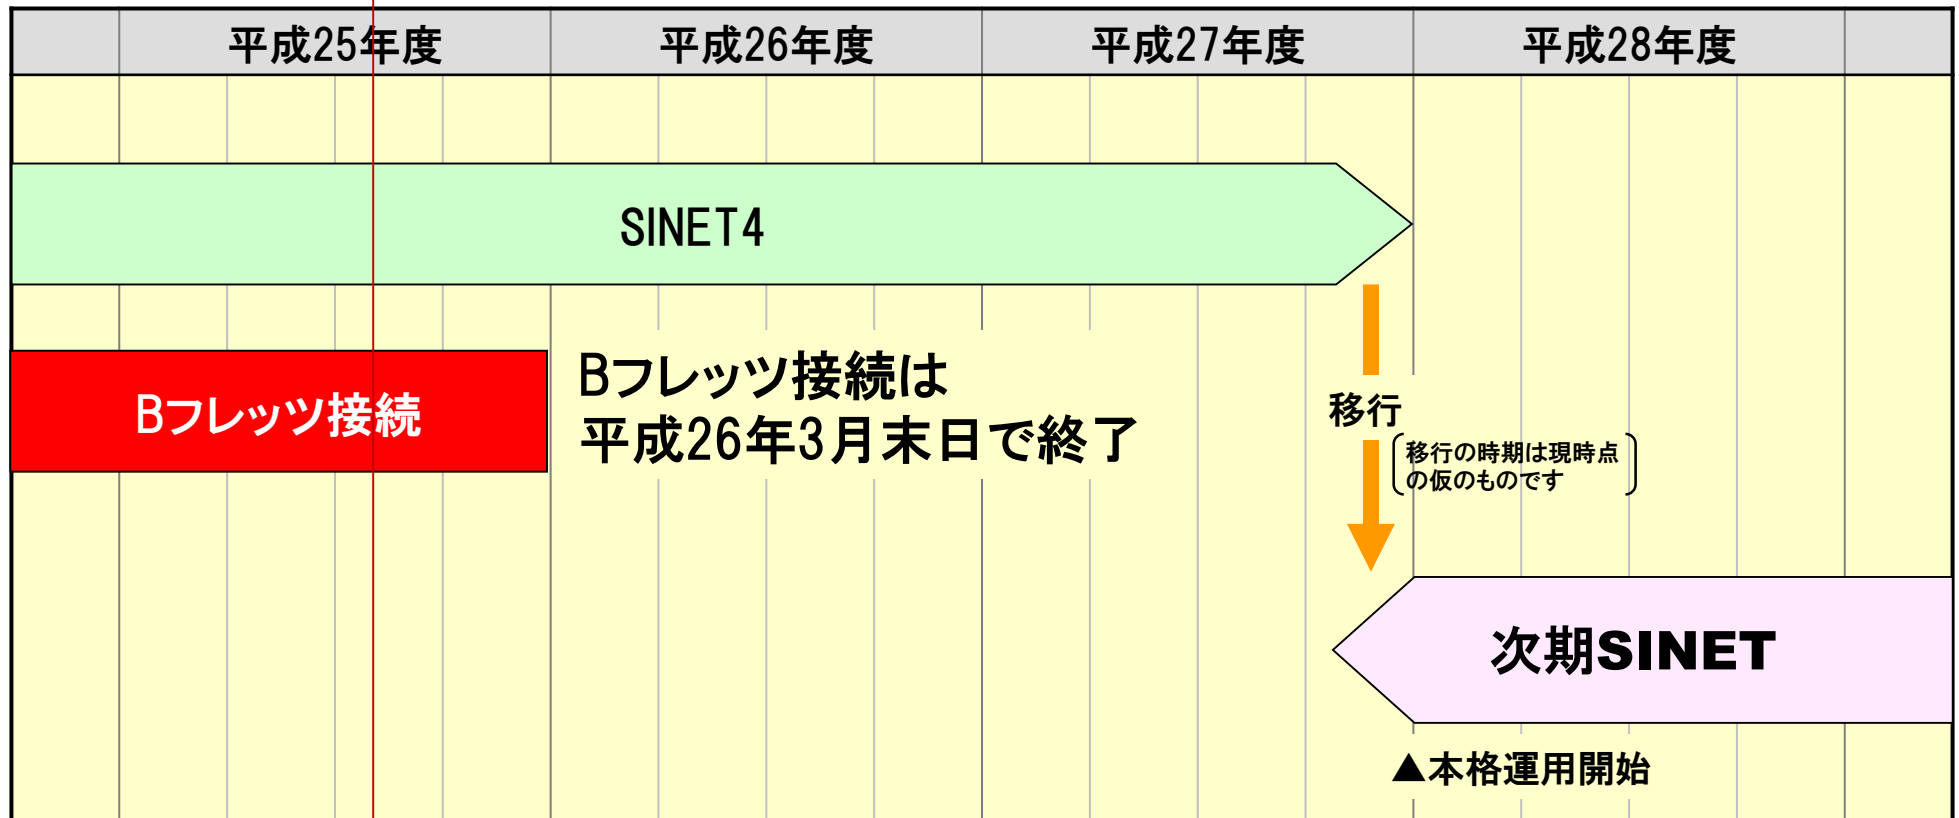 平成25年度
平成26年度
平成27年度
平成28年度
SINET4
Bフレッツ接続
Bフレッツ接続は
平成26年3月末日で終了
移行
移行の時期は現時点
の仮のものです
次期SINET
▲本格運用開始